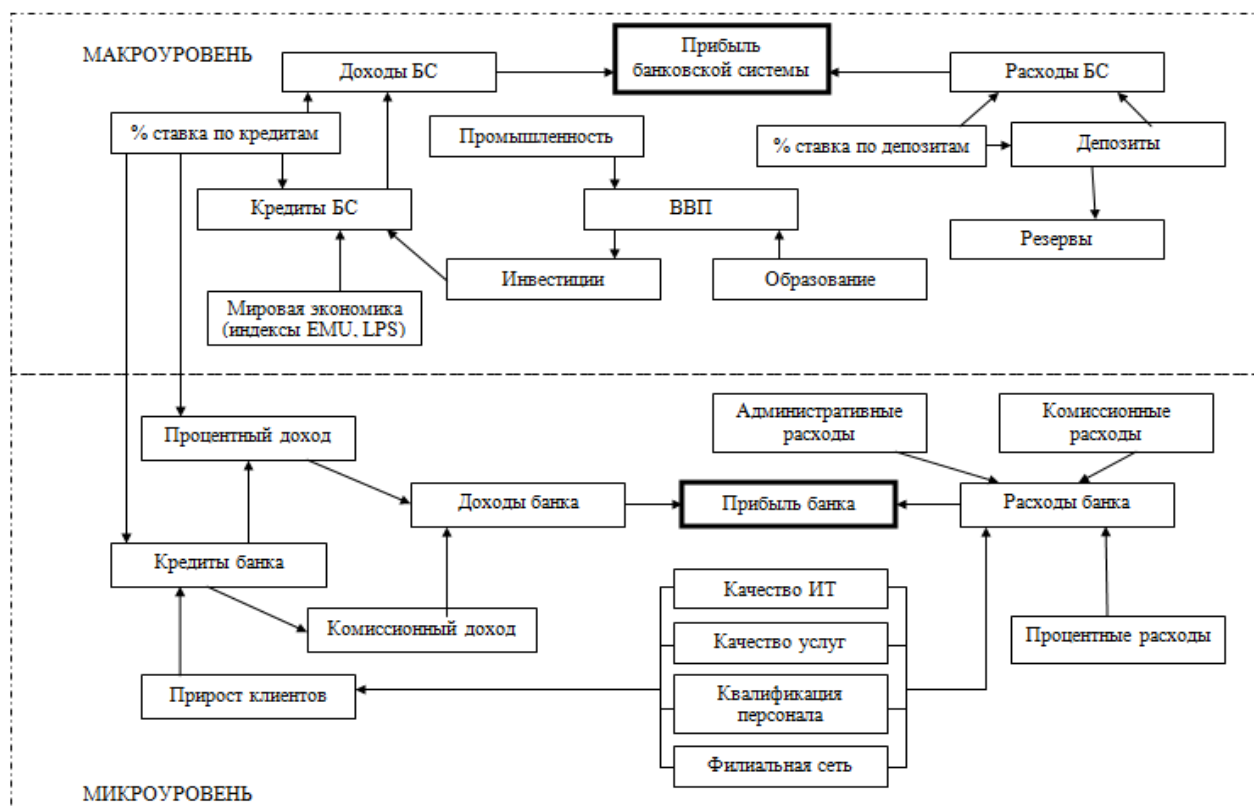 МАКРОУРОВЕНЬ
Прибыль
банковской системы
Доходы БС
Расходы БС
% ставка по кредитам
Промышленность
% ставка по депозитам
Депозиты
Кредиты БС
ВВП
Резервы
Инвестиции
Образование
Мировая экономика
(индексы EMU, LPS)
Административные
расходы
Комиссионные
расходы
Процентный доход
Доходы банка
Прибыль банка
Расходы банка
Кредиты банка
Качество ИТ
Комиссионный доход
Качество услуг
Процентные расходы
Прирост клиентов
Квалификация
персонала
Филиальная сеть
МИКРОУРОВЕНЬ